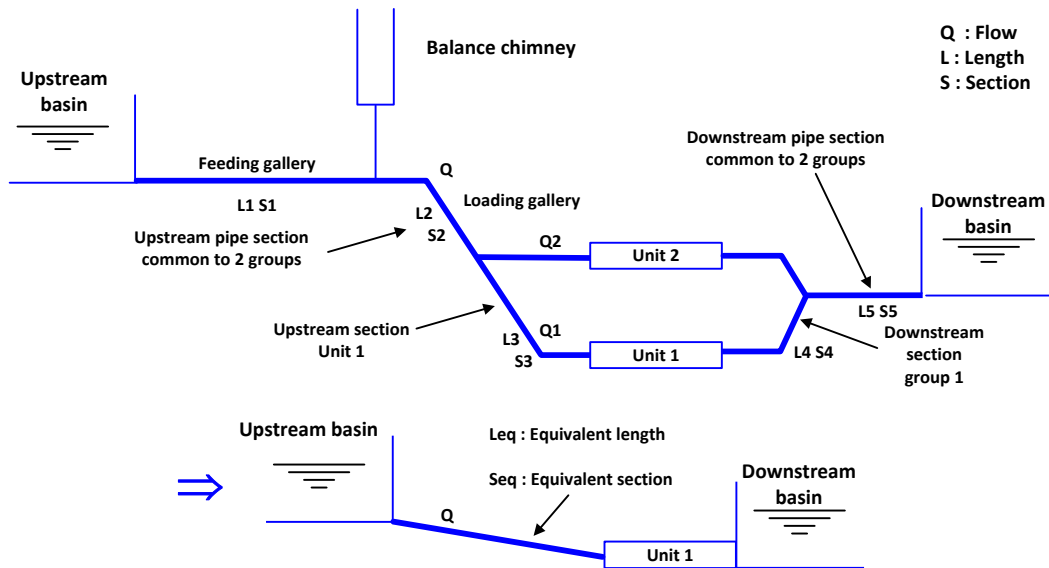 Q : Flow
L : Length
S : Section
Balance chimney
Upstream
basin
Downstream pipe section
common to 2 groups
Feeding gallery
Q
Loading gallery
Downstream
basin
L1 S1
L2
S2
Upstream pipe section
common to 2 groups
Q2
Unit 2
L5 S5
Upstream section
Unit 1
L3
S3
Q1
Unit 1
L4 S4
Downstream
section
group 1
Upstream basin
Leq : Equivalent length
Seq : Equivalent section
Downstream
basin
Q
Unit 1